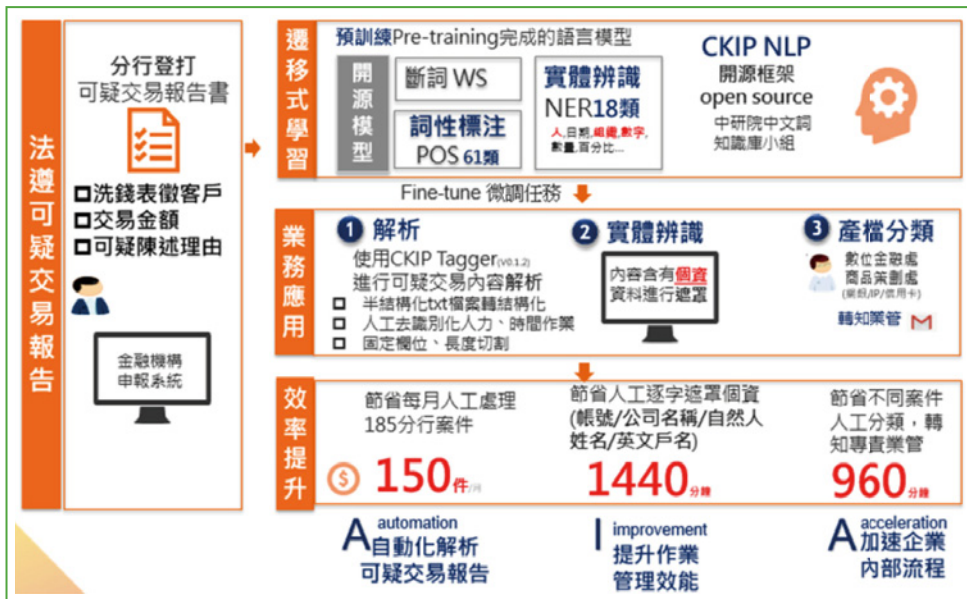 法遵可疑交易報告
分行登打
可疑交易報告書
洗錢表徵客戶
交易金額
可疑陳述理由
金融機構
申報系統
遷移式學習
預訓練Pre-training完成的語言模型
開源模型
斷詞 WS
詞性標注
POS 61類
實體辨識
NER18類
人,日期,組織,數字,
數量,百分比...
CKIP NLP
開源框架
open source
中研院中文詞
知識庫小組
Fine-tune 微調任務
業務應用
1 解析
使用CKIP Tagger(V0.1.2)
進行可疑交易內容解析
半結構化txt檔案轉結構化
人工去識別化人力、時間作業
固定欄位、長度切割
2 實體辨識
內容含有個資
資料進行遮罩
3 產檔分類
數位金融處
商品策劃處
轉知業管
效率提升
節省每月人工處理
185分行案件
150件/月
節省人工逐字遮罩個資
(帳號/公司名稱/自然人
姓名/英文戶名)
1440分鐘
節省不同案件
人工分類，轉
知專責業管
960分鐘
A automation
自動化解析
可疑交易報告
I improvement
提升作業
管理效能
A acceleration
加速企業
內部流程